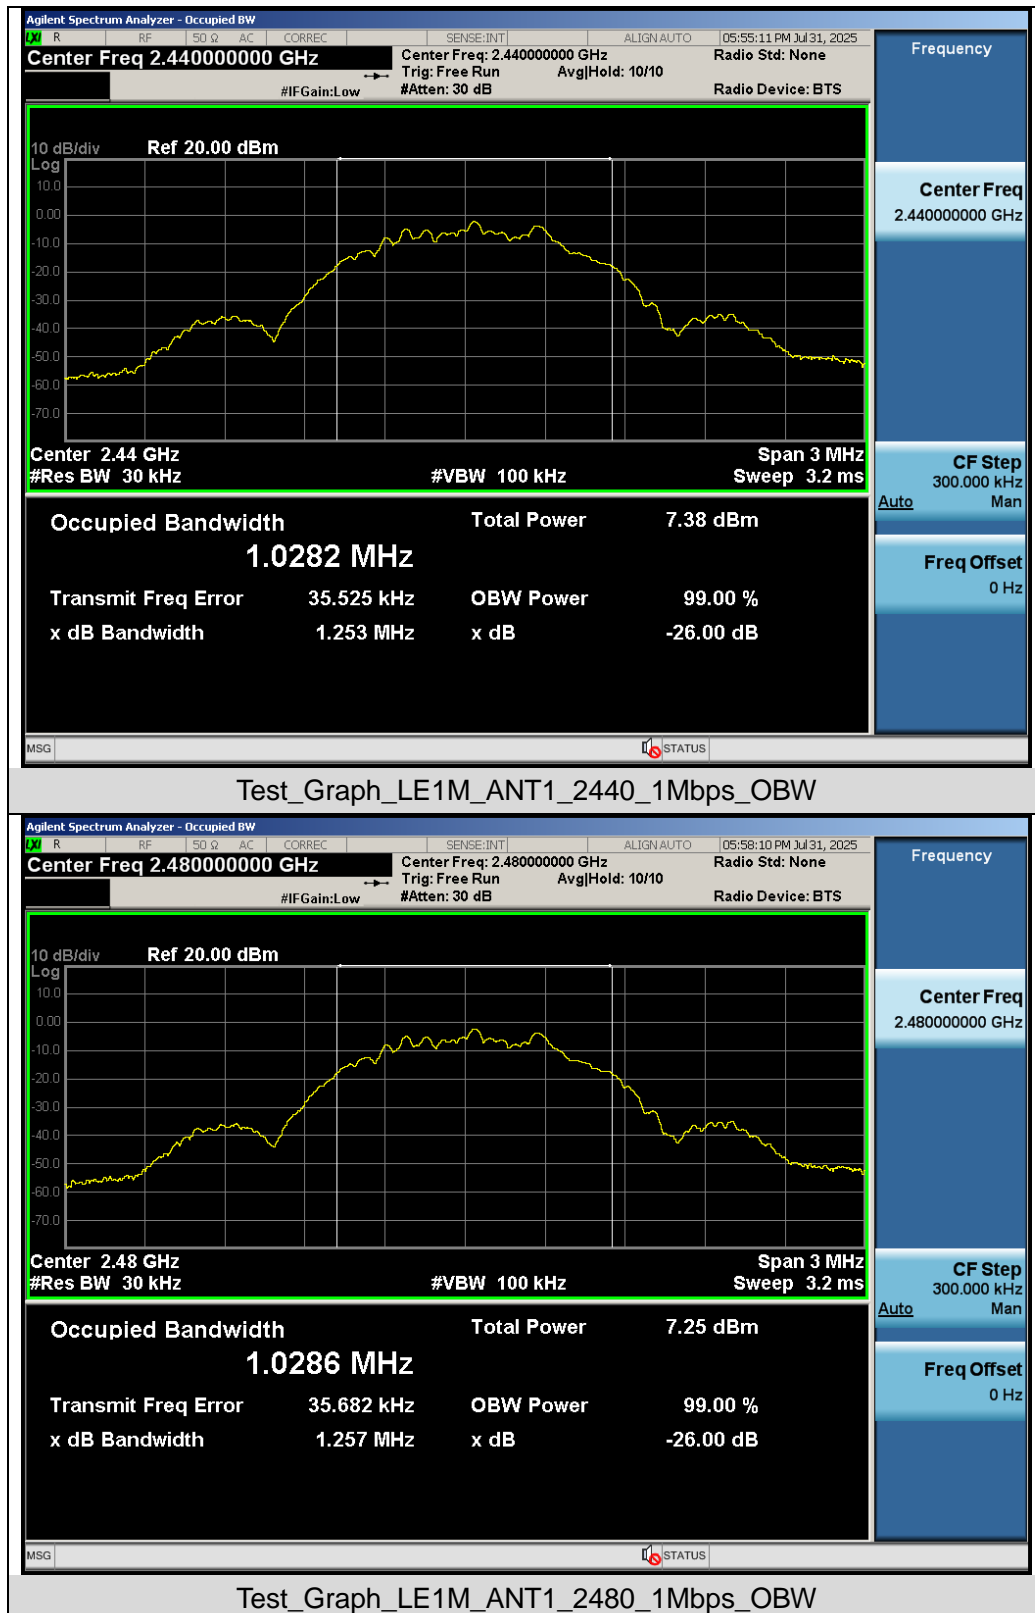 Agilent Spectrum Analyzer - Occupied BW
LXI R RF 50 Ω AC CORREC SENSE:INT ALIGN AUTO 05:55:11 PM Jul 31, 2025
Center Freq 2.440000000 GHz
Center Freq: 2.440000000 GHz
Radio Std: None
Trig: Free Run Avg|Hold: 10/10
#IFGain:Low #Atten: 30 dB Radio Device: BTS
Frequency
10 dB/div Ref 20.00 dBm
Log
10.0
0.00
-10.0
-20.0
-30.0
-40.0
-50.0
-60.0
-70.0
Center 2.44 GHz Span 3 MHz
#Res BW 30 kHz #VBW 100 kHz Sweep 3.2 ms
Center Freq
2.440000000 GHz
CF Step
300.000 kHz
Auto Man
Freq Offset
0 Hz
Occupied Bandwidth Total Power 7.38 dBm
1.0282 MHz
Transmit Freq Error 35.525 kHz OBW Power 99.00 %
x dB Bandwidth 1.253 MHz x dB -26.00 dB
MSG STATUS
Test_Graph_LE1M_ANT1_2440_1Mbps_OBW
Agilent Spectrum Analyzer - Occupied BW
LXI R RF 50 Ω AC CORREC SENSE:INT ALIGN AUTO 05:58:10 PM Jul 31, 2025
Center Freq 2.480000000 GHz
Center Freq: 2.480000000 GHz
Radio Std: None
Trig: Free Run Avg|Hold: 10/10
#IFGain:Low #Atten: 30 dB Radio Device: BTS
Frequency
10 dB/div Ref 20.00 dBm
Log
10.0
0.00
-10.0
-20.0
-30.0
-40.0
-50.0
-60.0
-70.0
Center 2.48 GHz Span 3 MHz
#Res BW 30 kHz #VBW 100 kHz Sweep 3.2 ms
Center Freq
2.480000000 GHz
CF Step
300.000 kHz
Auto Man
Freq Offset
0 Hz
Occupied Bandwidth Total Power 7.25 dBm
1.0286 MHz
Transmit Freq Error 35.682 kHz OBW Power 99.00 %
x dB Bandwidth 1.257 MHz x dB -26.00 dB
MSG STATUS
Test_Graph_LE1M_ANT1_2480_1Mbps_OBW